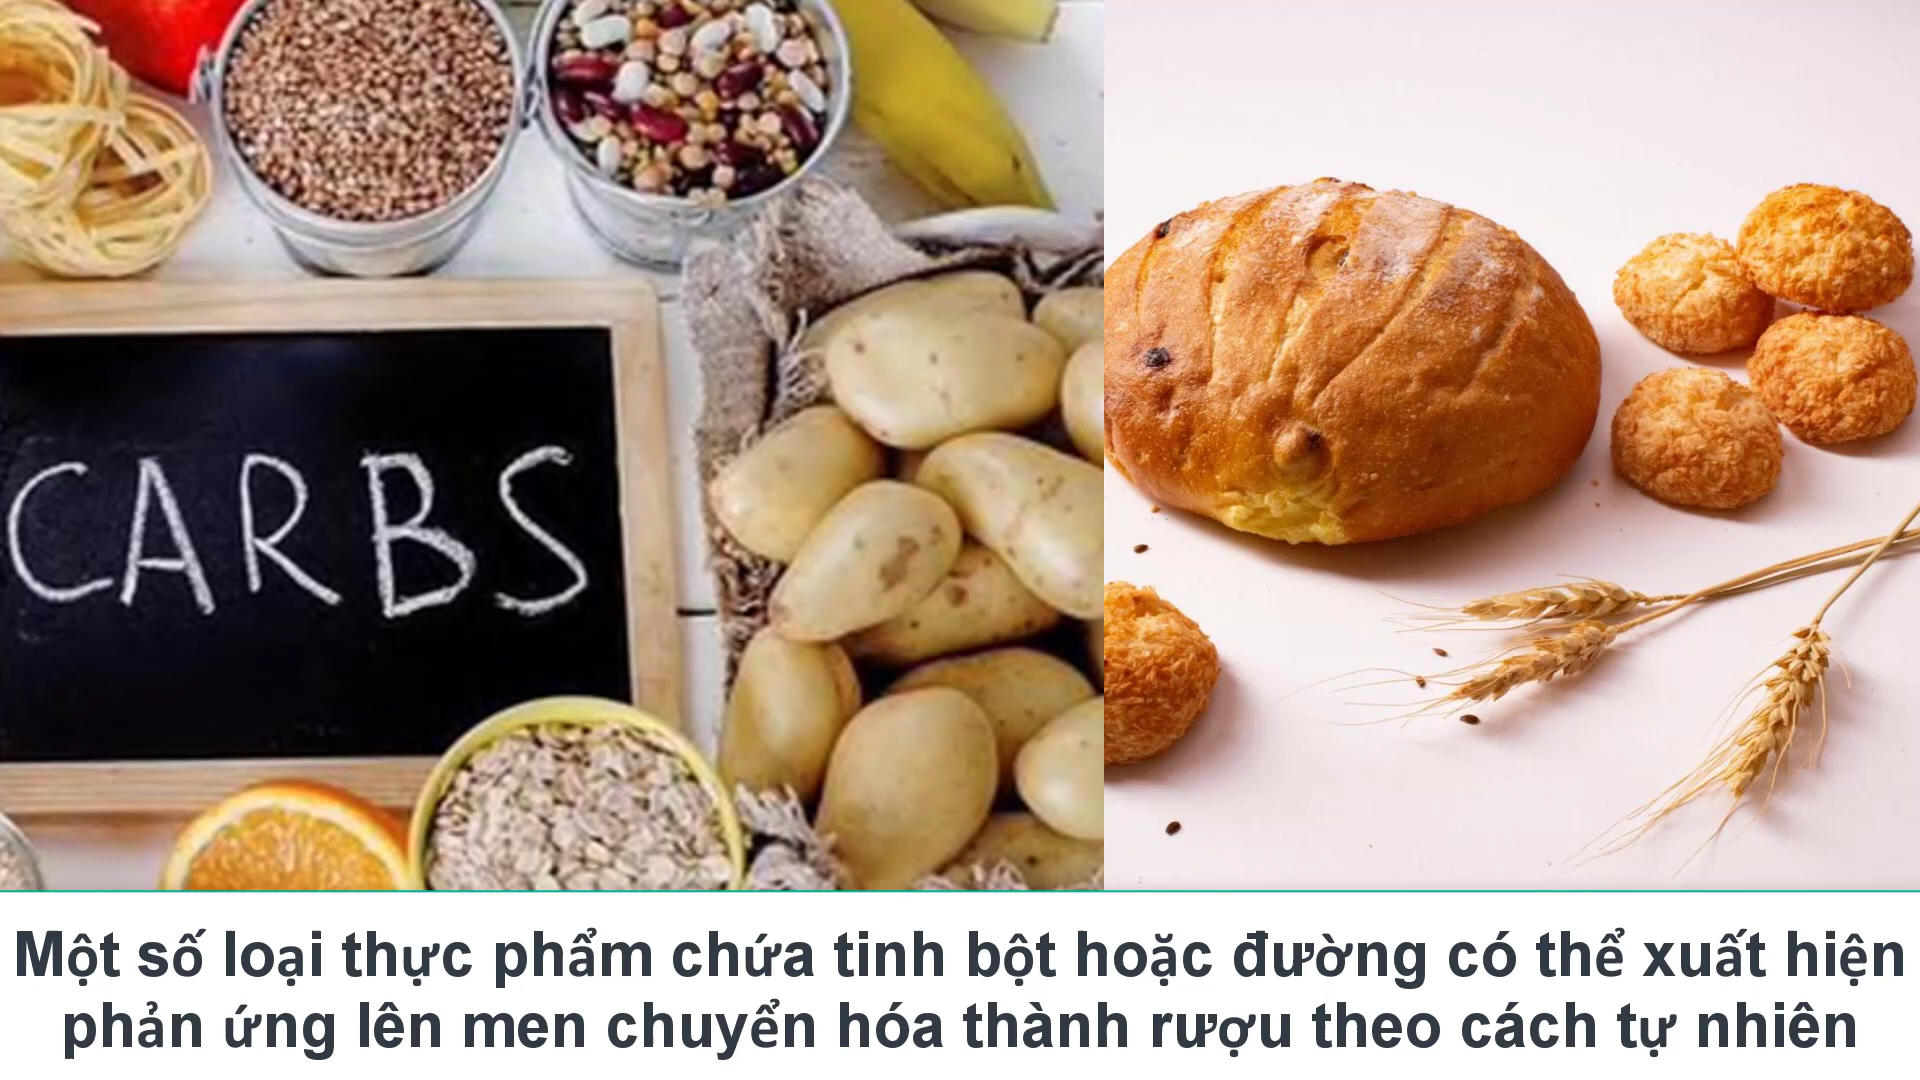 CARBS
Một số loại thực phẩm chứa tinh bột hoặc đường có thể xuất hiện
phản ứng lên men chuyển hóa thành rượu theo cách tự nhiên